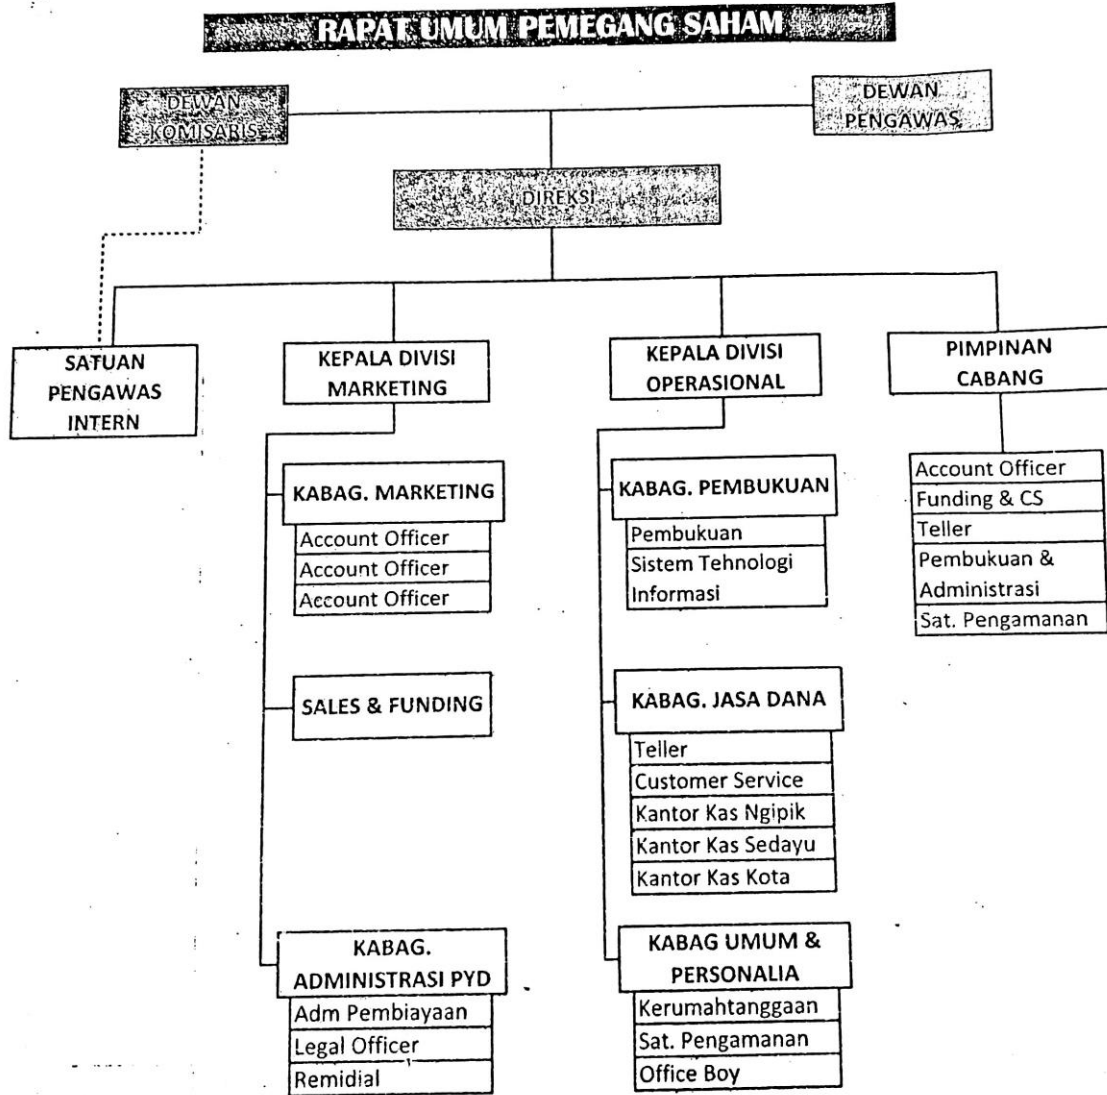 RAPAT UMUM PEMEGANG SAHAM
DEWAN
KOMISARIS
DEWAN
PENGAWAS
DIREKSI
SATUAN
PENGAWAS
INTERN
KEPALA DIVISI
MARKETING
KEPALA DIVISI
OPERASIONAL
PIMPINAN
CABANG
KABAG. MARKETING
Account Officer
Account Officer
Account Officer
SALES & FUNDING
KABAG.
ADMINISTRASI PYD
Adm Pembiayaan
Legal Officer
Remidial
KABAG. PEMBUKUAN
Pembukuan
Sistem Tehnologi
Informasi
KABAG. JASA DANA
Teller
Customer Service
Kantor Kas Ngipik
Kantor Kas Sedayu
Kantor Kas Kota
KABAG UMUM &
PERSONALIA
Kerumahtanggaan
Sat. Pengamanan
Office Boy
Account Officer
Funding & CS
Teller
Pembukuan &
Administrasi
Sat. Pengamanan